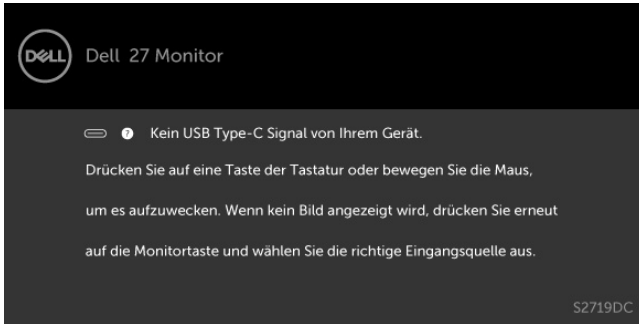 DELL
Dell 27 Monitor
? Kein USB Type-C Signal von Ihrem Gerät.
Drücken Sie auf eine Taste der Tastatur oder bewegen Sie die Maus,
um es aufzuwecken. Wenn kein Bild angezeigt wird, drücken Sie erneut
auf die Monitortaste und wählen Sie die richtige Eingangsquelle aus.
S2719DC